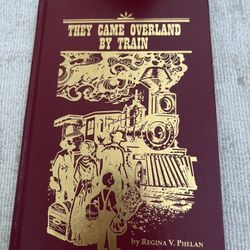 THEY CAME OVERLAND
BY TRAIN
by REGINA V. PHELAN